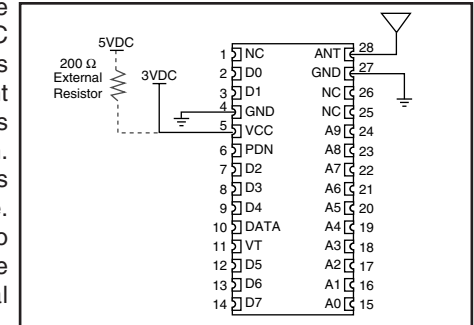 5VDC
200 Ω
External
Resistor
3VDC
1 NC
2 D0
3 D1
4 GND
5 VCC
6 PDN
7 D2
8 D3
9 D4
10 DATA
11 VT
12 D5
13 D6
14 D7
ANT 28
GND 27
NC 26
NC 25
A9 24
A8 23
A7 22
A6 21
A5 20
A4 19
A3 18
A2 17
A1 16
A0 15